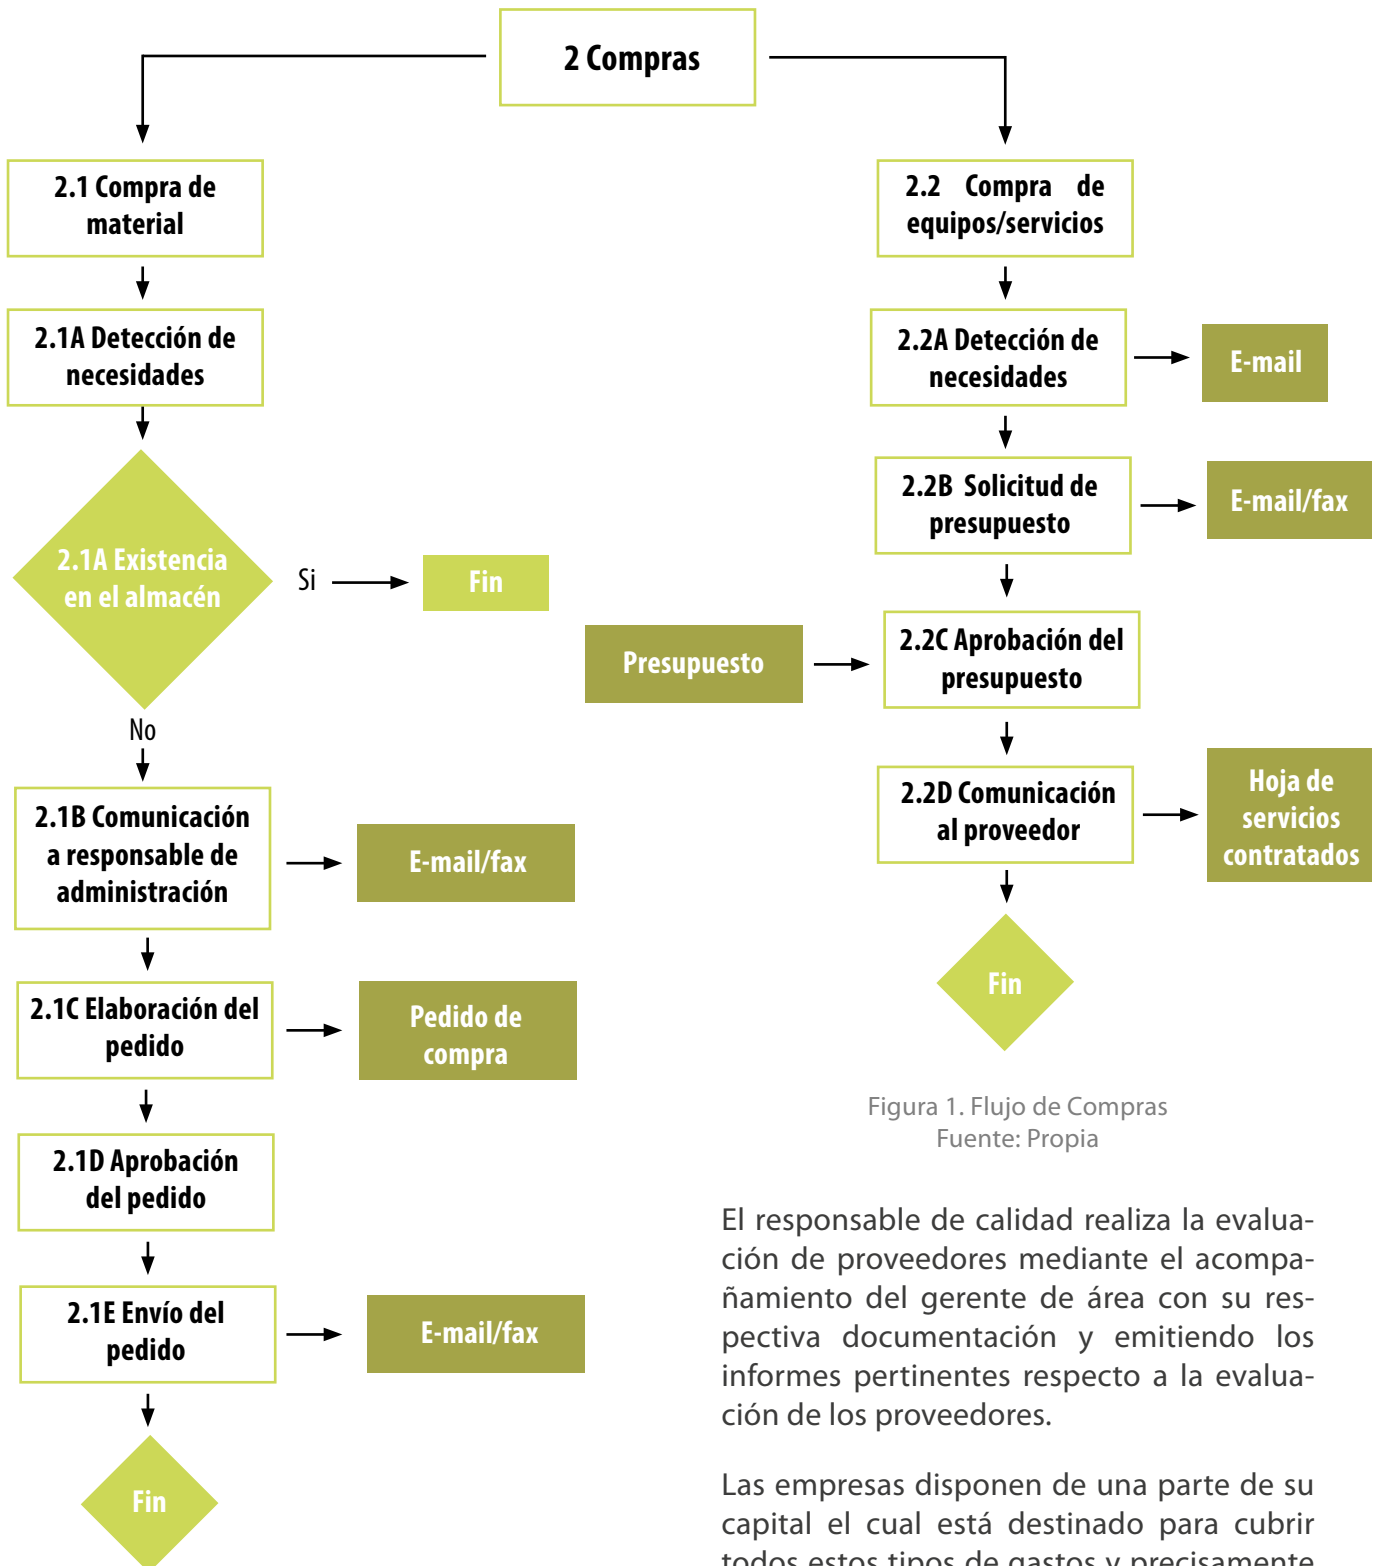 2 Compras
2.1 Compra de
material
2.1A Detección de
necesidades
2.1A Existencia
en el almacén
Si
Fin
No
2.1B Comunicación
a responsable de
administración
E-mail/fax
2.1C Elaboración del
pedido
Pedido de
compra
2.1D Aprobación
del pedido
2.1E Envío del
pedido
E-mail/fax
Fin
2.2 Compra de
equipos/servicios
2.2A Detección de
necesidades
E-mail
2.2B Solicitud de
presupuesto
E-mail/fax
Presupuesto
2.2C Aprobación del
presupuesto
2.2D Comunicación
al proveedor
Hoja de
servicios
contratados
Fin
Figura 1. Flujo de Compras
Fuente: Propia
El responsable de calidad realiza la evalua-
ción de proveedores mediante el acompa-
ñamiento del gerente de área con su res-
pectiva documentación y emitiendo los
informes pertinentes respecto a la evalua-
ción de los proveedores.
Las empresas disponen de una parte de su
capital el cual está destinado para cubrir
todos estos tipos de gastos y precisamente